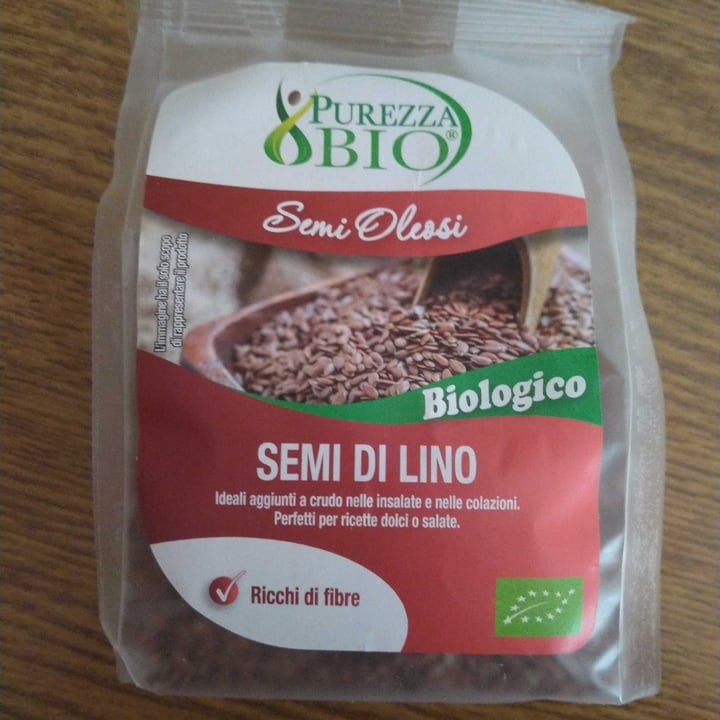 PUREZZA
BIO®
Semi Oleosi
L'immagine ha il solo scopo
di rappresentare il prodotto
Biologico
SEMI DI LINO
Ideali aggiunti a crudo nelle insalate e nelle colazioni.
Perfetti per ricette dolci o salate.
Ricchi di fibre